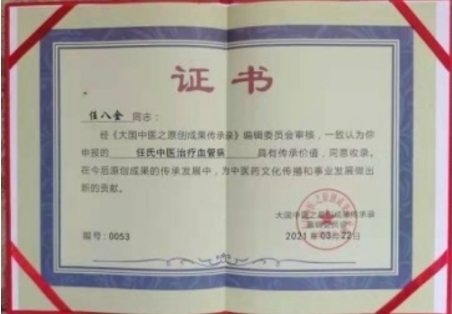 证书
任八金 同志：
经《大国中医之原创成果传承录》编辑委员会审核，一致认为你
申报的 任氏中医治疗血管病 具有传承价值，同意收录。
在今后原创成果的传承发展中，为中医药文化传播和事业发展做出
新的贡献。
大国中医之原创成果传承录
编辑委员会
编号：0053
2021年03月22日